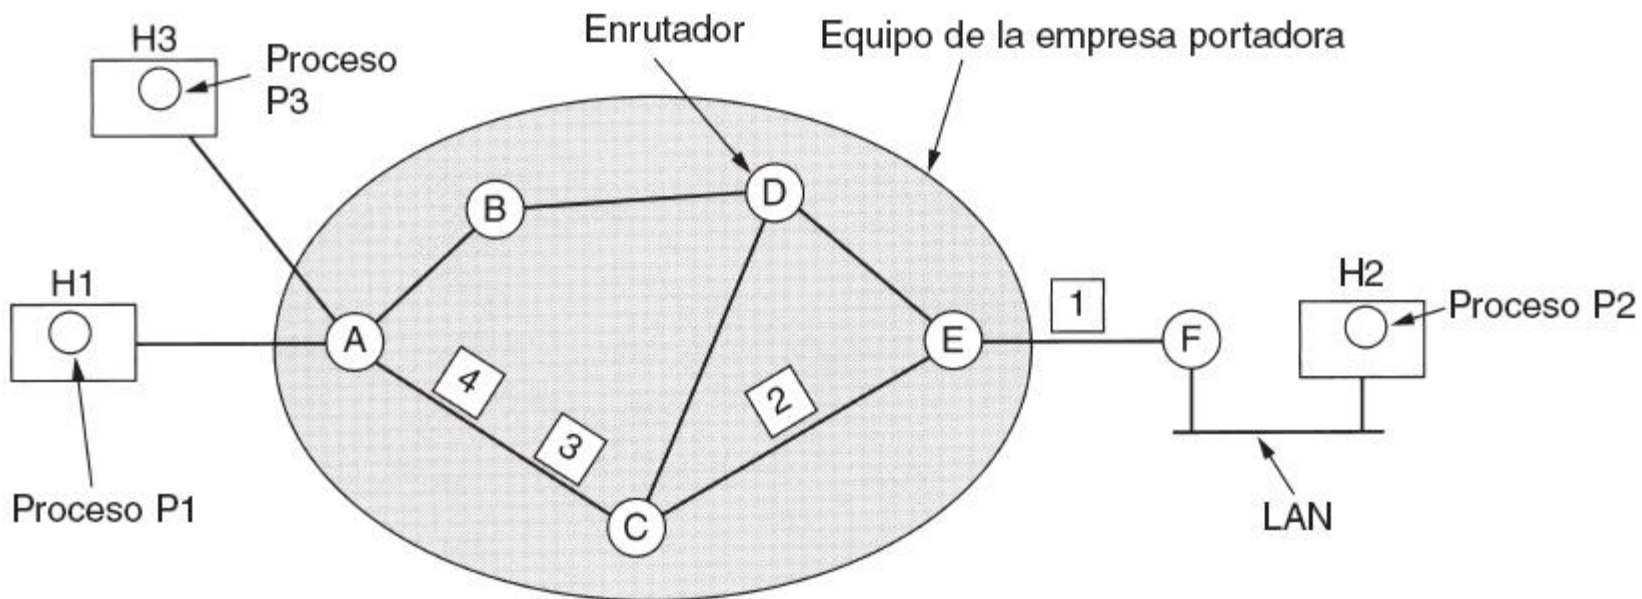 H3
Proceso
P3
Enrutador
Equipo de la empresa portadora
B
D
H1
A
4
3
2
C
E
1
F
H2
Proceso P2
Proceso P1
LAN